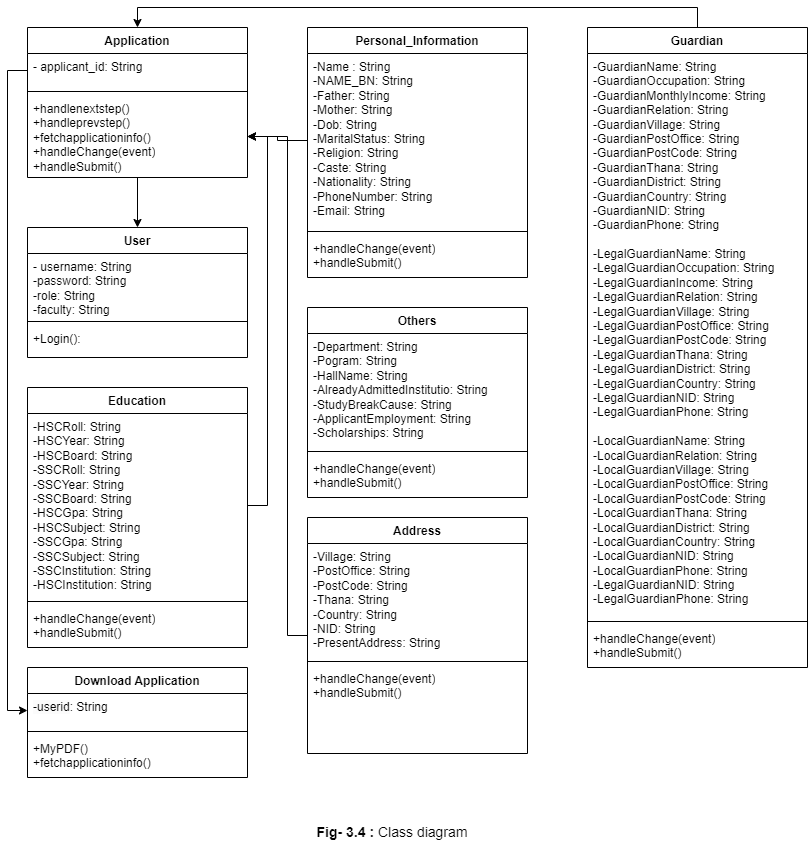 Application
- applicant_id: String
+handlenextstep()
+handleprevstep()
+fetchapplicationinfo()
+handleChange(event)
+handleSubmit()
User
- username: String
-password: String
-role: String
-faculty: String
+Login():
Education
-HSCRoll: String
-HSCYear: String
-HSCBoard: String
-SSCRoll: String
-SSCYear: String
-SSCBoard: String
-HSCGpa: String
-HSCSubject: String
-SSCGpa: String
-SSCSubject: String
-SSCInstitution: String
-HSCInstitution: String
+handleChange(event)
+handleSubmit()
Download Application
-userid: String
+MyPDF()
+fetchapplicationinfo()
Personal_Information
-Name : String
-NAME_BN: String
-Father: String
-Mother: String
-Dob: String
-MaritalStatus: String
-Religion: String
-Caste: String
-Nationality: String
-PhoneNumber: String
-Email: String
+handleChange(event)
+handleSubmit()
Others
-Department: String
-Pogram: String
-HallName: String
-AlreadyAdmittedInstitutio: String
-StudyBreakCause: String
-ApplicantEmployment: String
-Scholarships: String
+handleChange(event)
+handleSubmit()
Address
-Village: String
-PostOffice: String
-PostCode: String
-Thana: String
-Country: String
-NID: String
-PresentAddress: String
+handleChange(event)
+handleSubmit()
Guardian
-GuardianName: String
-GuardianOccupation: String
-GuardianMonthlyIncome: String
-GuardianRelation: String
-GuardianVillage: String
-GuardianPostOffice: String
-GuardianPostCode: String
-GuardianThana: String
-GuardianDistrict: String
-GuardianCountry: String
-GuardianNID: String
-GuardianPhone: String
-LegalGuardianName: String
-LegalGuardianOccupation: String
-LegalGuardianIncome: String
-LegalGuardianRelation: String
-LegalGuardianVillage: String
-LegalGuardianPostOffice: String
-LegalGuardianPostCode: String
-LegalGuardianThana: String
-LegalGuardianDistrict: String
-LegalGuardianCountry: String
-LegalGuardianNID: String
-LegalGuardianPhone: String
-LocalGuardianName: String
-LocalGuardianRelation: String
-LocalGuardianVillage: String
-LocalGuardianPostOffice: String
-LocalGuardianPostCode: String
-LocalGuardianThana: String
-LocalGuardianDistrict: String
-LocalGuardianCountry: String
-LocalGuardianNID: String
-LocalGuardianPhone: String
-LegalGuardianNID: String
-LegalGuardianPhone: String
+handleChange(event)
+handleSubmit()
Fig- 3.4 : Class diagram